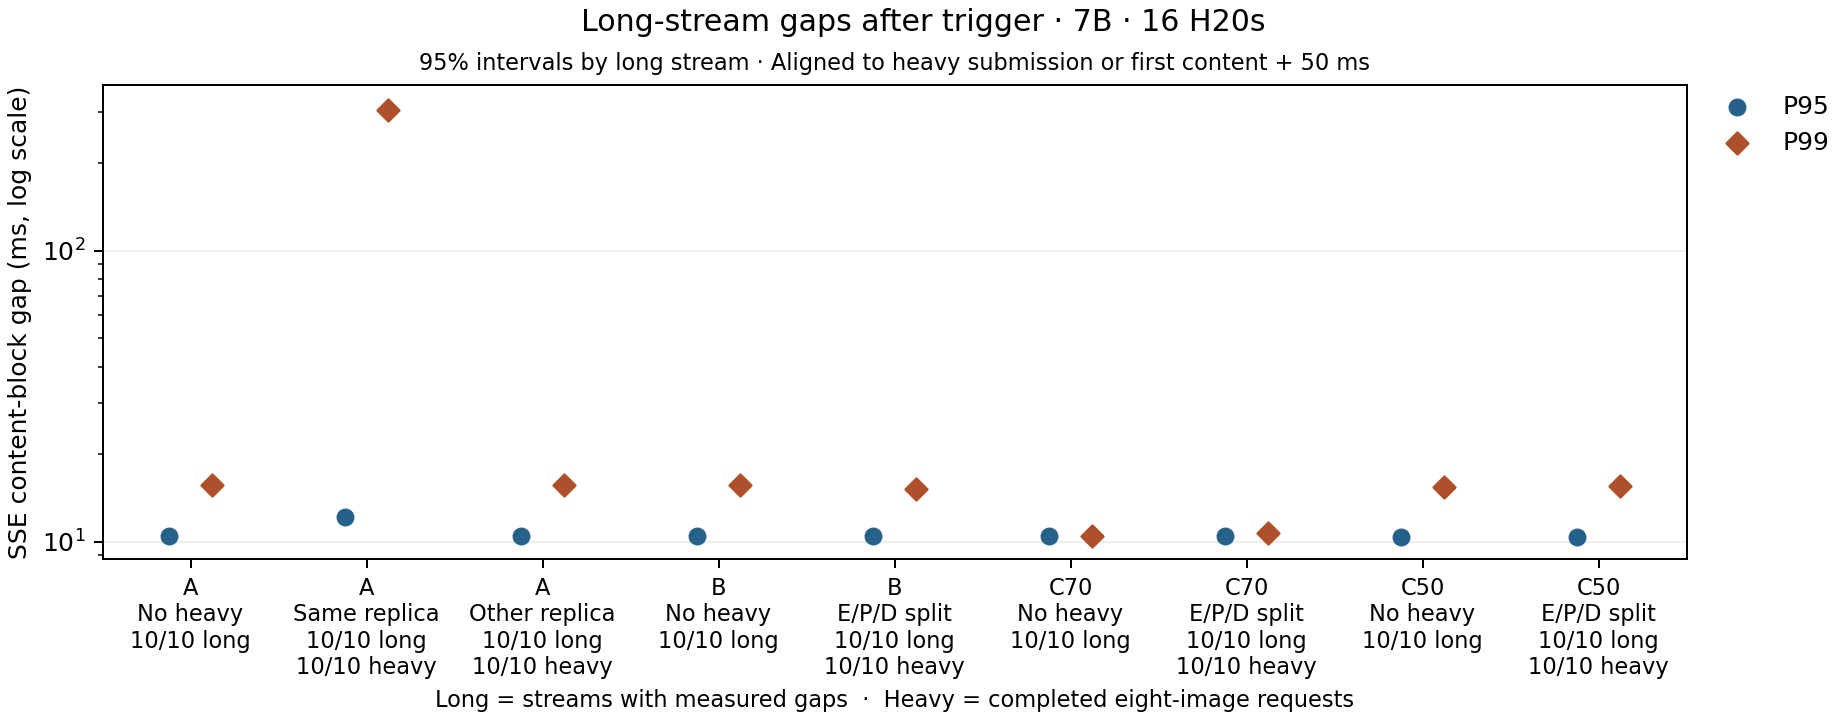 Long-stream gaps after trigger · 7B · 16 H20s
95% intervals by long stream · Aligned to heavy submission or first content + 50 ms
SSE content-block gap (ms, log scale)
10²
10¹
P95
P99
A
No heavy
10/10 long
A
Same replica
10/10 long
10/10 heavy
A
Other replica
10/10 long
10/10 heavy
B
No heavy
10/10 long
B
E/P/D split
10/10 long
10/10 heavy
C70
No heavy
10/10 long
C70
E/P/D split
10/10 long
10/10 heavy
C50
No heavy
10/10 long
C50
E/P/D split
10/10 long
10/10 heavy
Long = streams with measured gaps · Heavy = completed eight-image requests